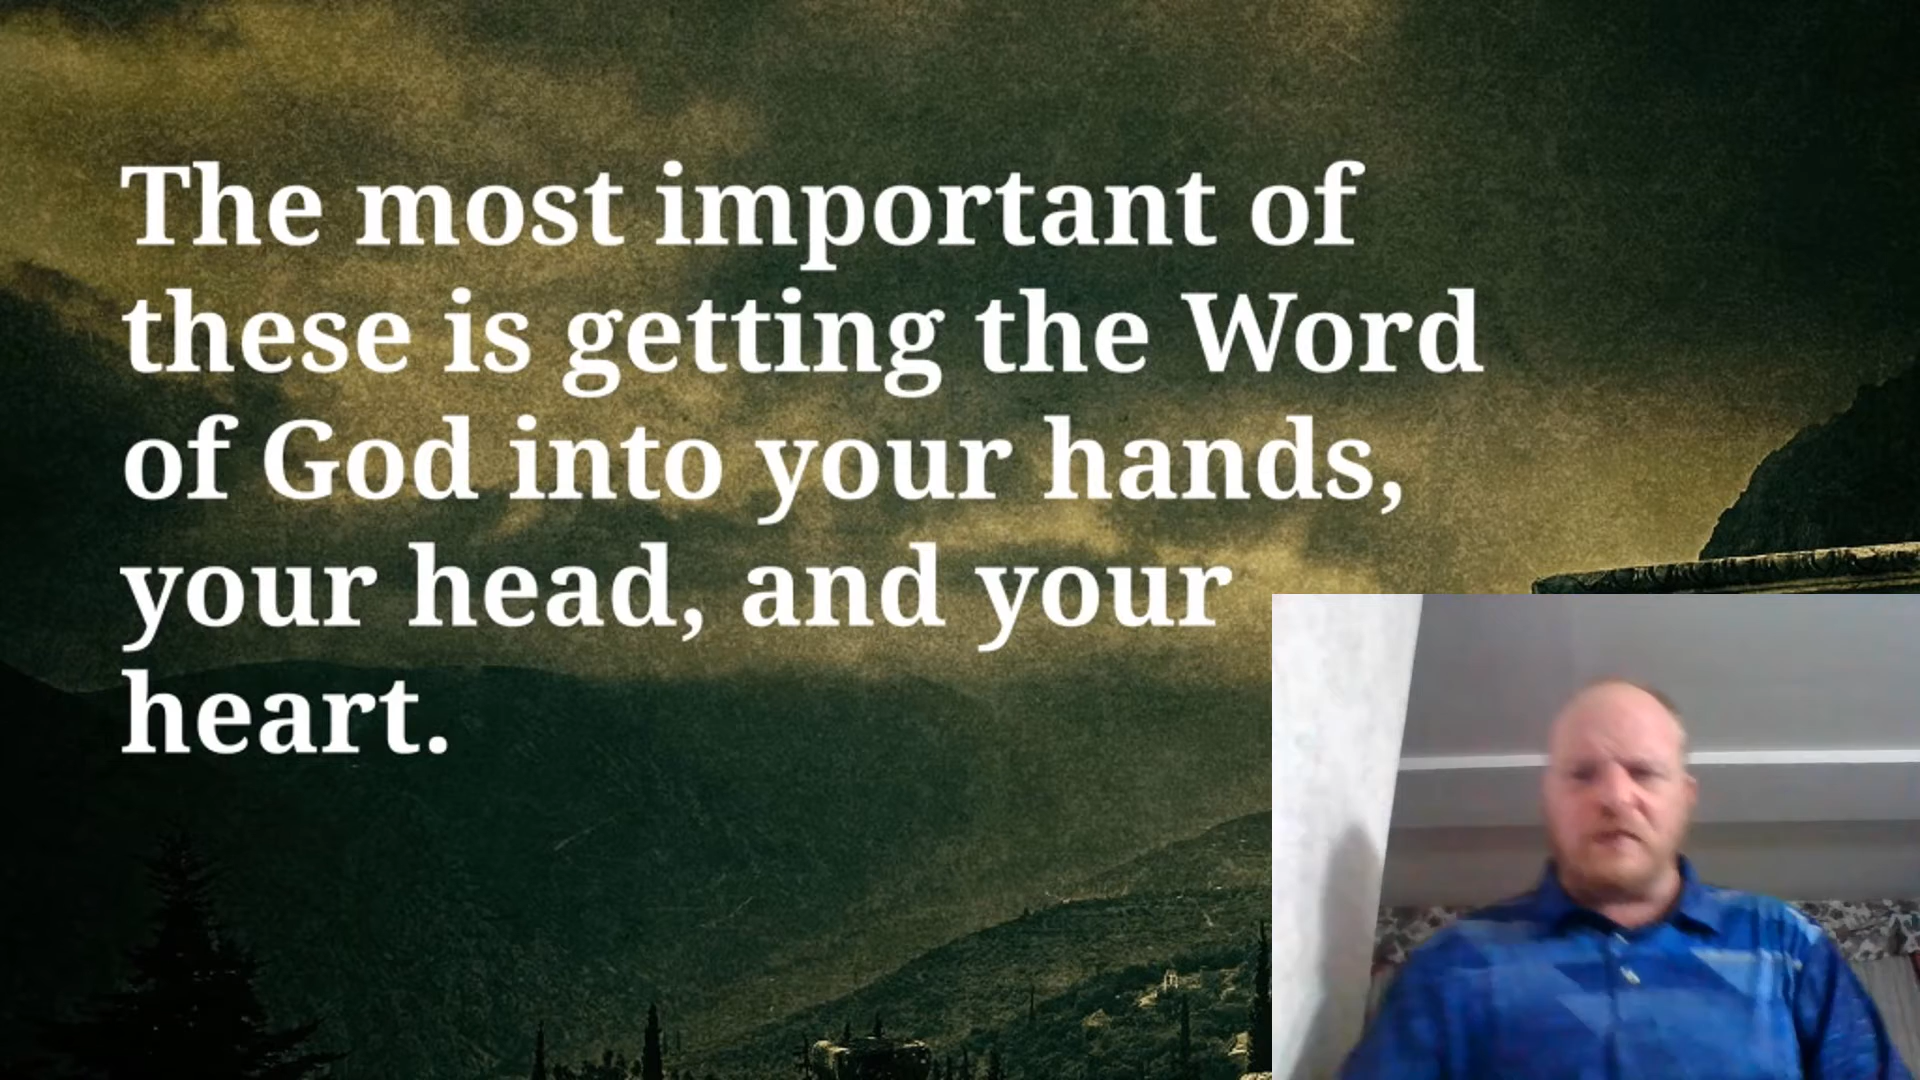 The most important of
these is getting the Word
of God into your hands,
your head, and your
heart.